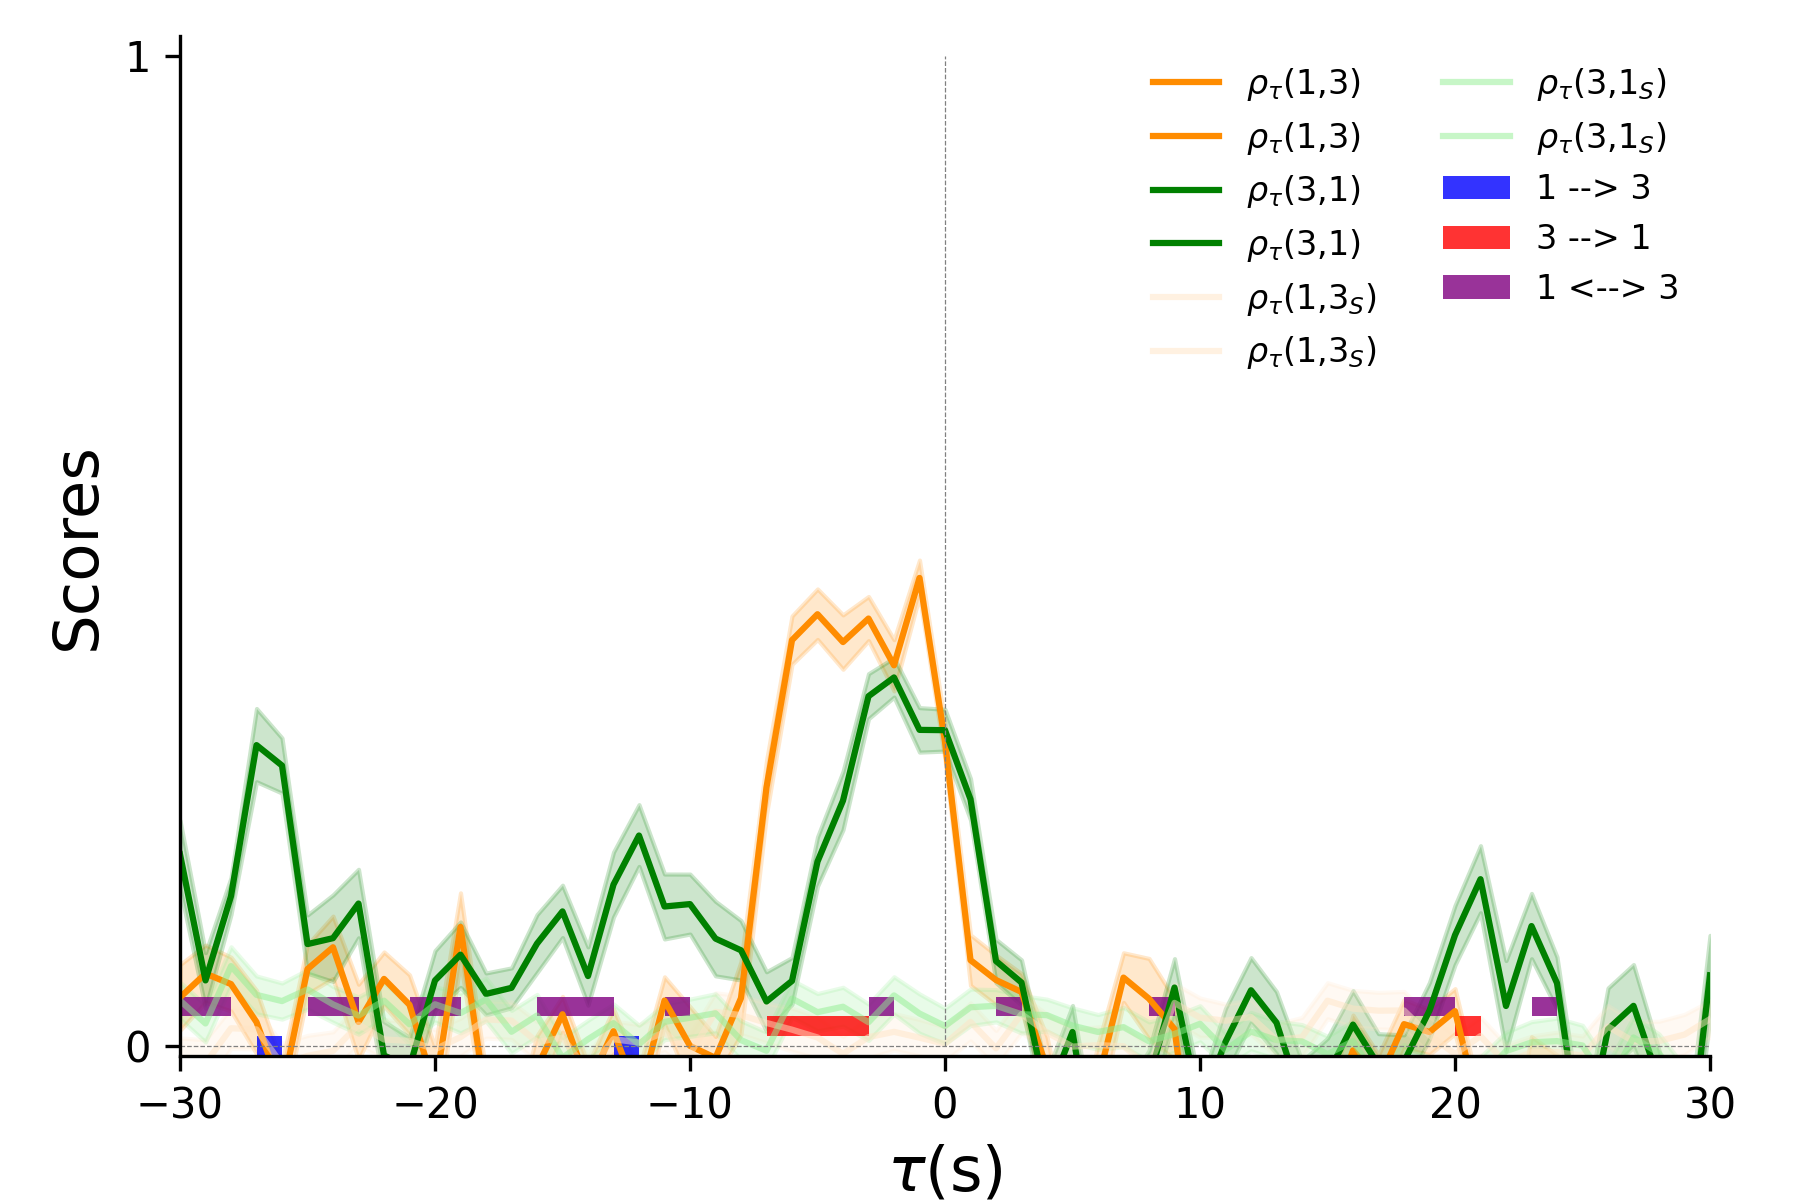 1
0
Scores
−30 −20 −10 0 10 20 30
τ(s)
ρτ(1,3)
ρτ(1,3)
ρτ(3,1)
ρτ(3,1)
ρτ(1,3S)
ρτ(1,3S)
ρτ(3,1S)
ρτ(3,1S)
1 --> 3
3 --> 1
1 <--> 3